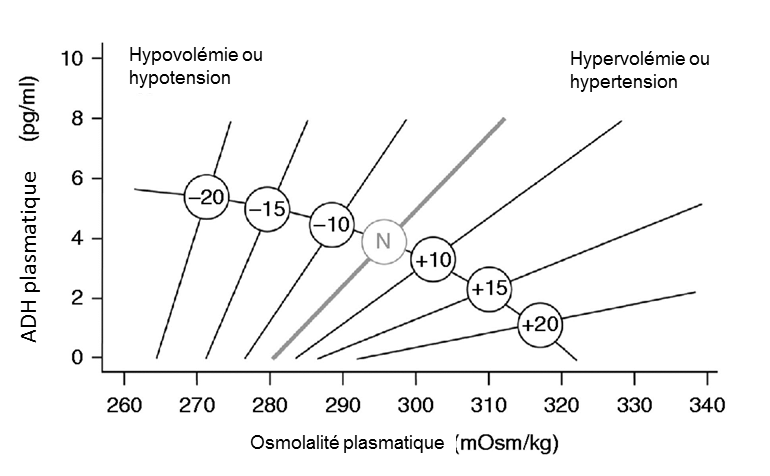 Hypovolémie ou
hypotension
Hypervolémie ou
hypertension
ADH plasmatique (pg/ml)
10
8
6
4
2
0
–20
–15
–10
N
+10
+15
+20
260 270 280 290 300 310 320 330 340
Osmolalité plasmatique (mOsm/kg)